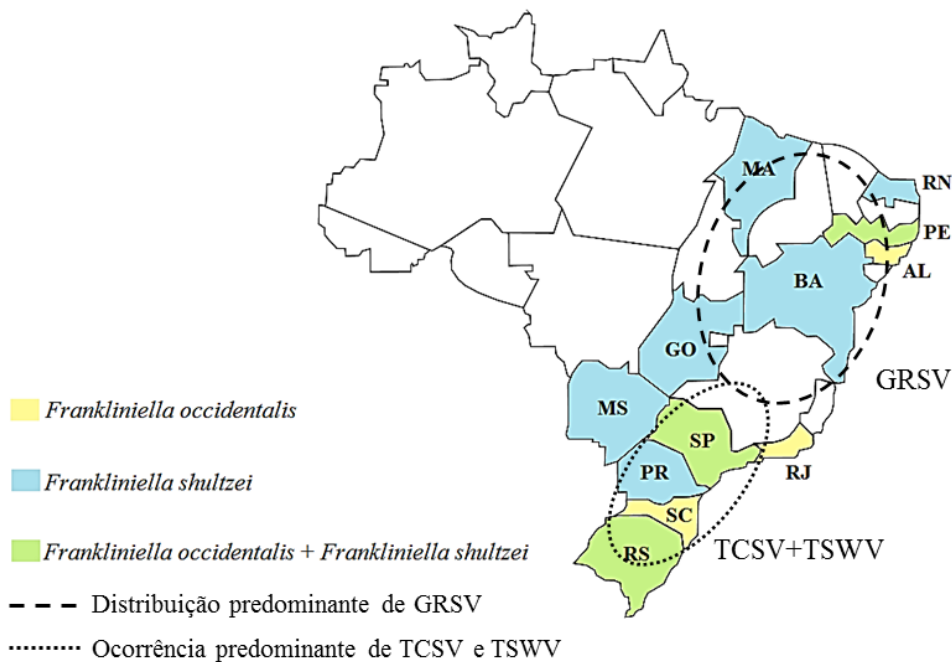 MA
RN
PE
AL
BA
GO
GRSV
MS
SP
RJ
PR
SC
RS
TCSV+TSWV
Frankliniella occidentalis
Frankliniella shultzei
Frankliniella occidentalis + Frankliniella shultzei
Distribuição predominante de GRSV
Ocorrência predominante de TCSV e TSWV